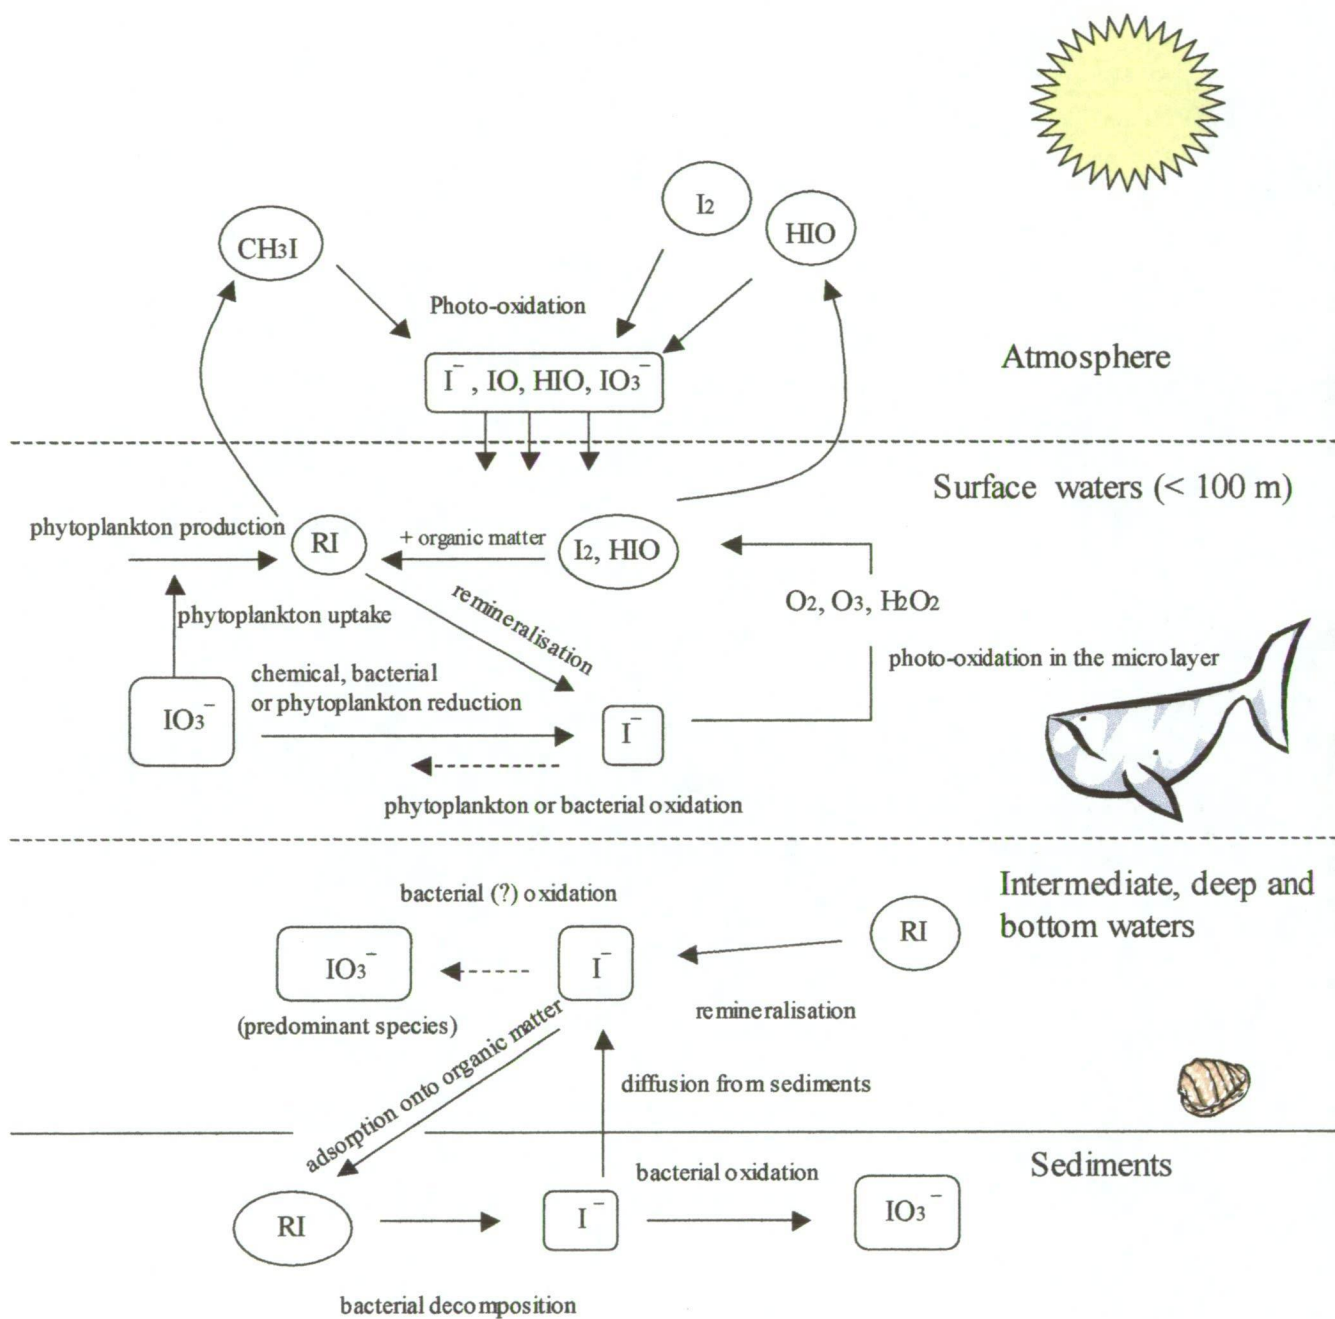 I2
HIO
CH3I
Photo-oxidation
I⁻, IO, HIO, IO3⁻
Atmosphere
Surface waters (< 100 m)
phytoplankton production
RI
+ organic matter
I2, HIO
O2, O3, H2O2
phytoplankton uptake
remineralisation
photo-oxidation in the microlayer
chemical, bacterial
or phytoplankton reduction
IO3⁻
I⁻
phytoplankton or bacterial oxidation
Intermediate, deep and
bottom waters
bacterial (?) oxidation
RI
IO3⁻
I⁻
remineralisation
(predominant species)
adsorption onto organic matter
diffusion from sediments
Sediments
bacterial oxidation
RI
I⁻
IO3⁻
bacterial decomposition